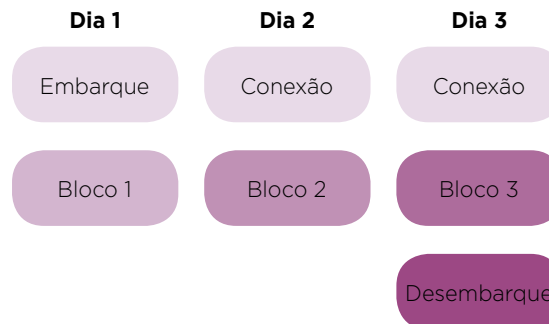 Dia 1
Dia 2
Dia 3
Embarque
Conexão
Conexão
Bloco 1
Bloco 2
Bloco 3
Desembarque